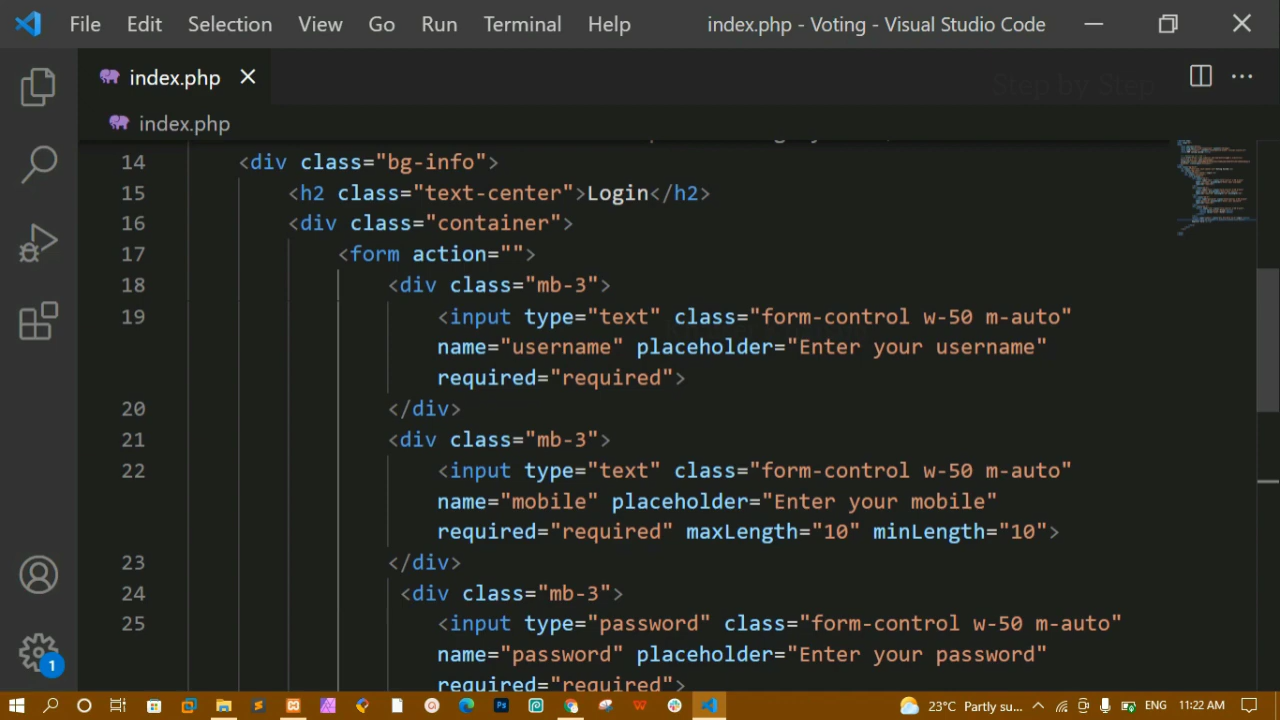 File Edit Selection View Go Run Terminal Help index.php - Voting - Visual Studio Code
index.php
Step by Step
index.php
14 <div class="bg-info">
15 <h2 class="text-center">Login</h2>
16 <div class="container">
17 <form action="">
18 <div class="mb-3">
19 <input type="text" class="form-control w-50 m-auto"
name="username" placeholder="Enter your username"
required="required">
20 </div>
21 <div class="mb-3">
22 <input type="text" class="form-control w-50 m-auto"
name="mobile" placeholder="Enter your mobile"
required="required" maxLength="10" minLength="10">
23 </div>
24 <div class="mb-3">
25 <input type="password" class="form-control w-50 m-auto"
name="password" placeholder="Enter your password"
required="required">
1
23°C Partly su... ENG 11:22 AM